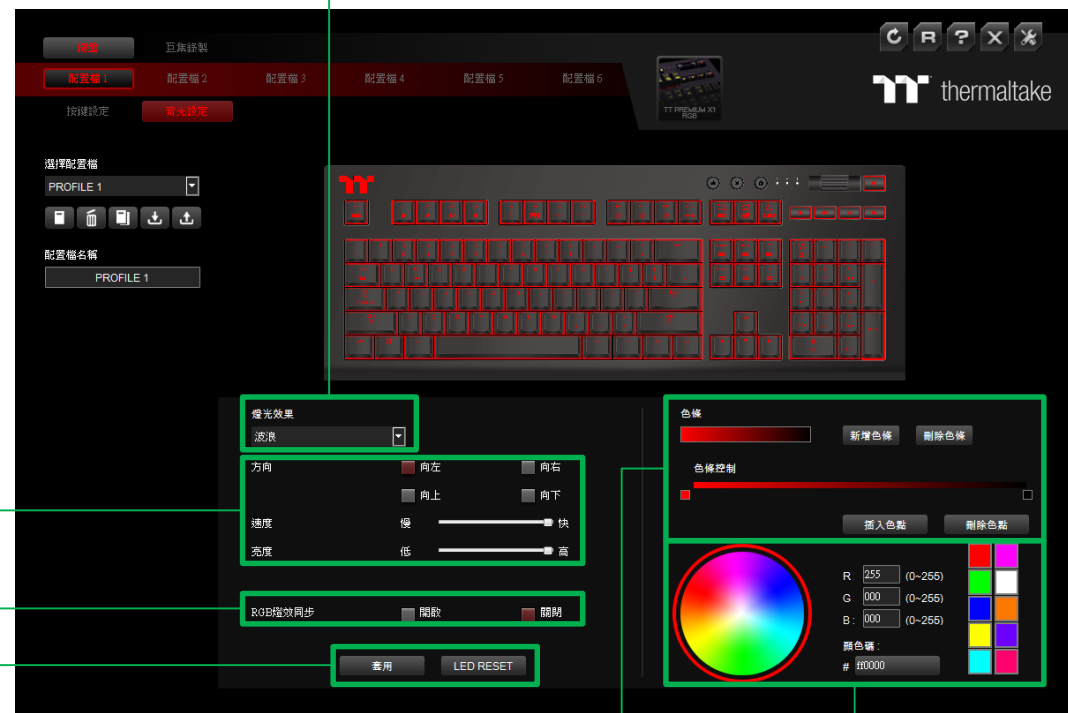 鍵盤 巨集錄製
R ? X
配置檔 1 配置檔 2 配置檔 3 配置檔 4 配置檔 5 配置檔 6
TT PREMIUM X1
RGB
thermaltake
按鍵設定 背光設定
選擇配置檔
PROFILE 1
配置檔名稱
PROFILE 1
燈光效果
波浪
方向 向左 向右
向上 向下
速度 慢 快
亮度 低 高
RGB燈效同步 開啟 關閉
套用 LED RESET
色條
新增色條 刪除色條
色條控制
插入色點 刪除色點
R 255 (0~255)
G 000 (0~255)
B: 000 (0~255)
顏色碼:
# ff0000